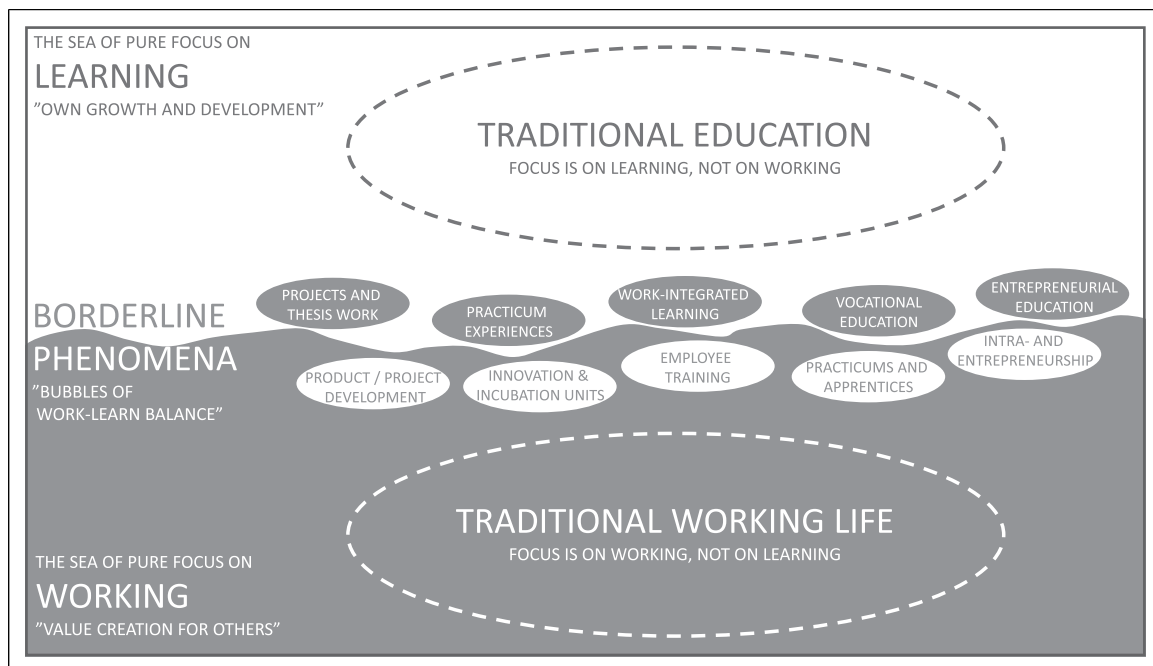 THE SEA OF PURE FOCUS ON
LEARNING
”OWN GROWTH AND DEVELOPMENT”
TRADITIONAL EDUCATION
FOCUS IS ON LEARNING, NOT ON WORKING
BORDERLINE
PHENOMENA
”BUBBLES OF
WORK-LEARN BALANCE”
PROJECTS AND
THESIS WORK
PRACTICUM
EXPERIENCES
WORK-INTEGRATED
LEARNING
VOCATIONAL
EDUCATION
ENTREPRENEURIAL
EDUCATION
PRODUCT / PROJECT
DEVELOPMENT
INNOVATION &
INCUBATION UNITS
EMPLOYEE
TRAINING
PRACTICUMS AND
APPRENTICES
INTRA- AND
ENTREPRENEURSHIP
TRADITIONAL WORKING LIFE
FOCUS IS ON WORKING, NOT ON LEARNING
THE SEA OF PURE FOCUS ON
WORKING
”VALUE CREATION FOR OTHERS”